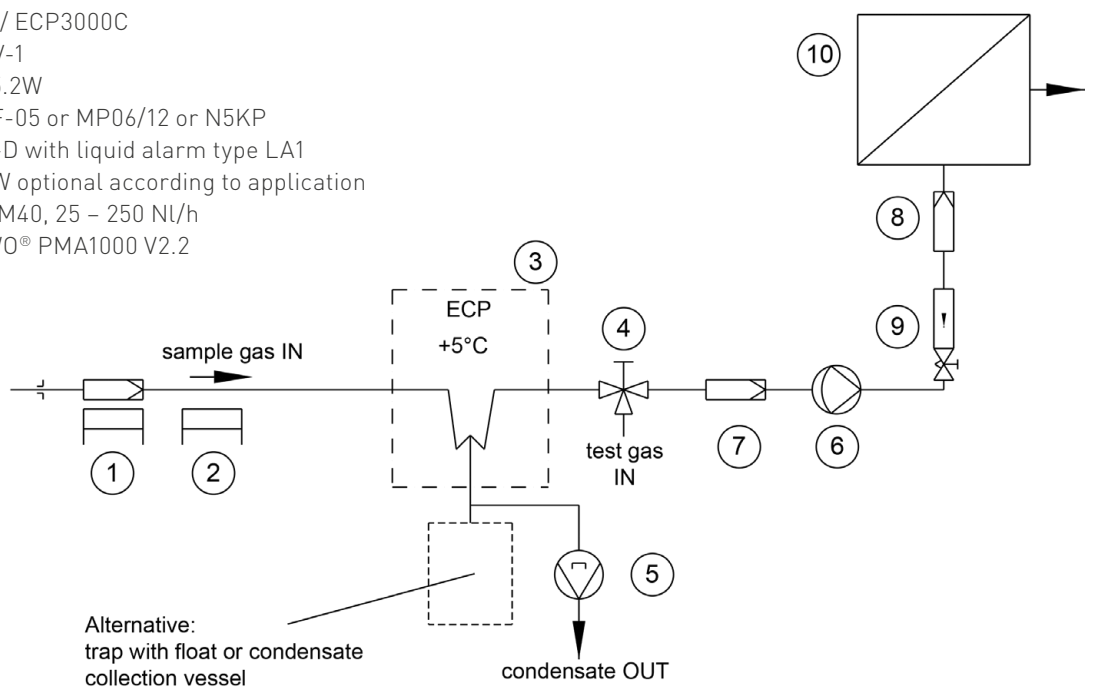 / ECP3000C
-1
.2W
-05 or MP06/12 or N5KP
-D with liquid alarm type LA1
optional according to application
M40, 25 – 250 Nl/h
® PMA1000 V2.2
10
8
3
ECP
+5°C
4
9
sample gas IN
test gas
IN
7
6
1
2
5
Alternative:
trap with float or condensate
collection vessel
condensate OUT